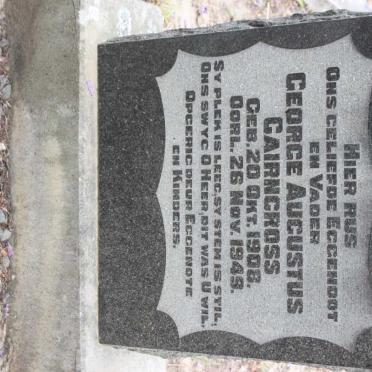 HIER RUS
ONS GELIEFDE EGGENOOT
EN VADER
GEORGE AUGUSTUS
CAIRNCROSS
GEB. 20 OKT. 1908.
OORL. 26 NOV. 1949.
SY PLEK IS LEEG, SY STEM IS STIL,
ONS SWYG O HEER, DIT WAS U WIL.
OPGERIG DEUR EGGENOTE
EN KINDERS.